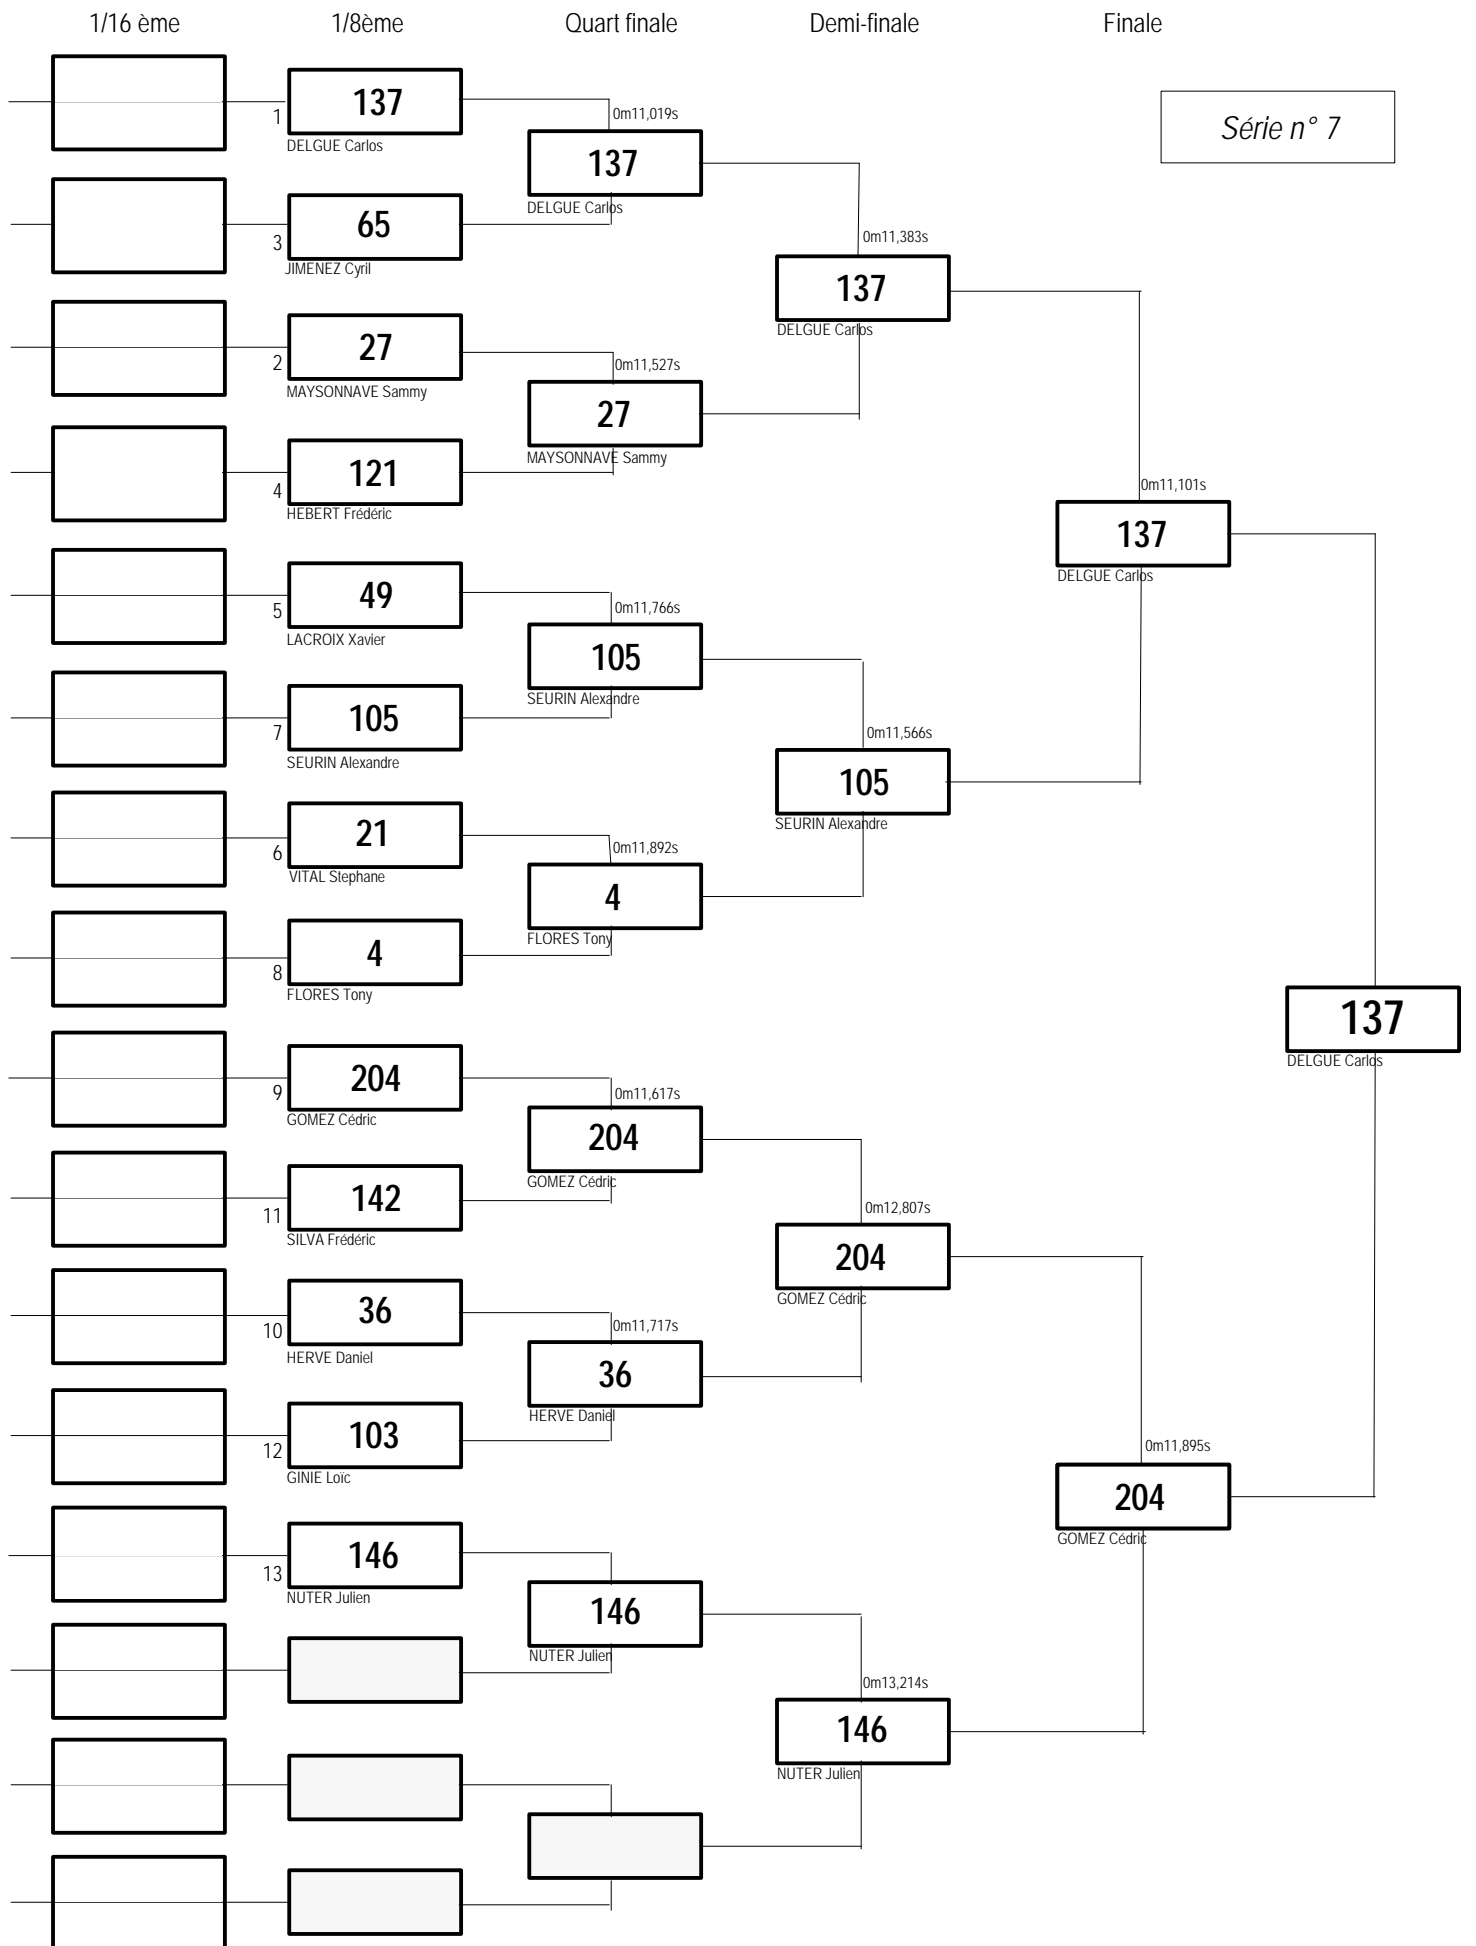 1/16 ème
1/8ème
Quart finale
Demi-finale
Finale
Série n° 7
1
137
DELGUE Carlos
3
65
JIMENEZ Cyril
2
27
MAYSONNAVE Sammy
4
121
HEBERT Frédéric
5
49
LACROIX Xavier
7
105
SEURIN Alexandre
6
21
VITAL Stephane
8
4
FLORES Tony
9
204
GOMEZ Cédric
11
142
SILVA Frédéric
10
36
HERVE Daniel
12
103
GINIE Loïc
13
146
NUTER Julien
0m11,019s
137
DELGUE Carlos
0m11,527s
27
MAYSONNAVE Sammy
0m11,766s
105
SEURIN Alexandre
0m11,892s
4
FLORES Tony
0m11,617s
204
GOMEZ Cédric
0m11,717s
36
HERVE Daniel
146
NUTER Julien
0m11,383s
137
DELGUE Carlos
0m11,566s
105
SEURIN Alexandre
0m12,807s
204
GOMEZ Cédric
0m13,214s
146
NUTER Julien
0m11,101s
137
DELGUE Carlos
0m11,895s
204
GOMEZ Cédric
137
DELGUE Carlos